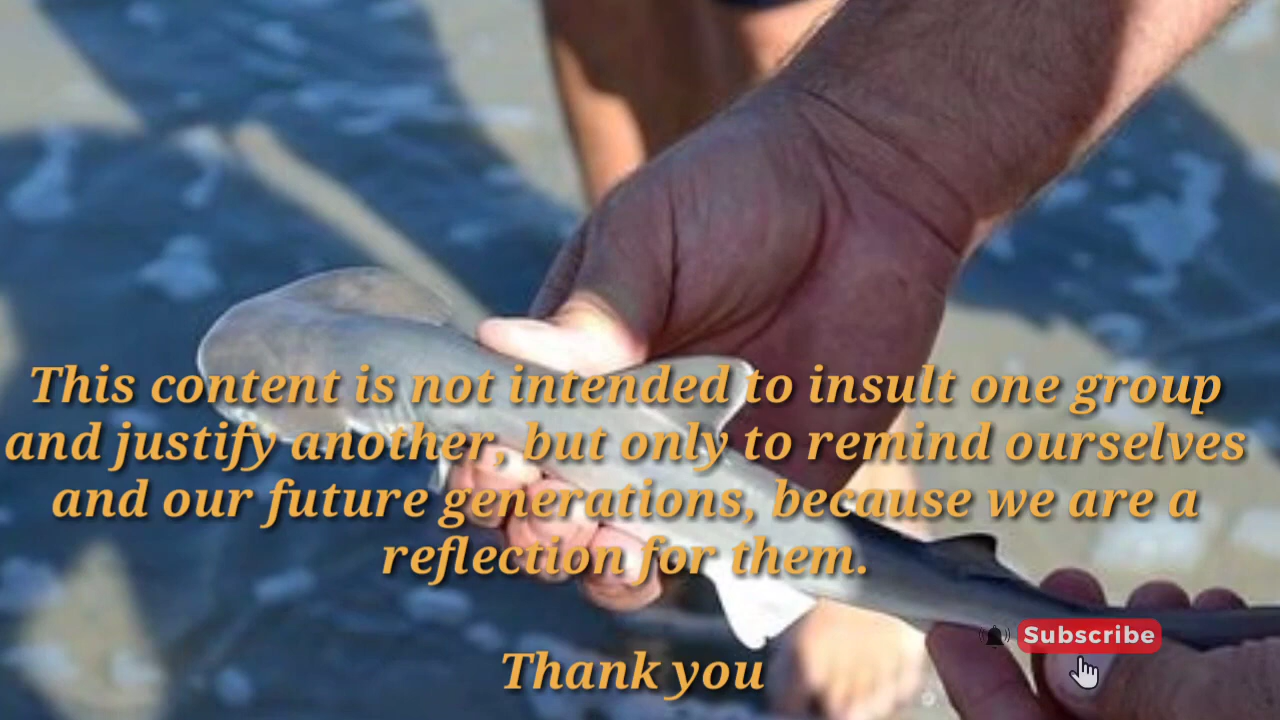 This content is not intended to insult one group
and justify another, but only to remind ourselves
and our future generations, because we are a
reflection for them.
Subscribe
Thank you